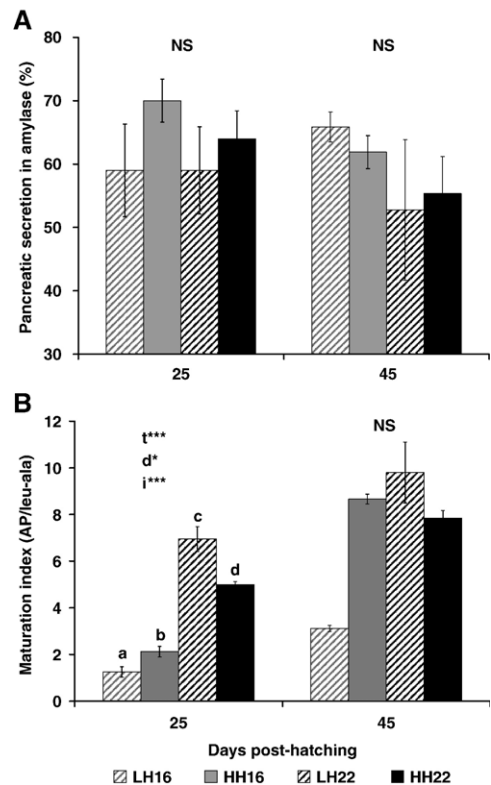 A
NS
NS
Pancreatic secretion in amylase (%)
80
70
60
50
40
30
25
45
B
t***
d*
i***
NS
Maturation index (AP/leu-ala)
12
10
8
6
4
2
0
a
b
c
d
25
45
Days post-hatching
LH16 HH16 LH22 HH22